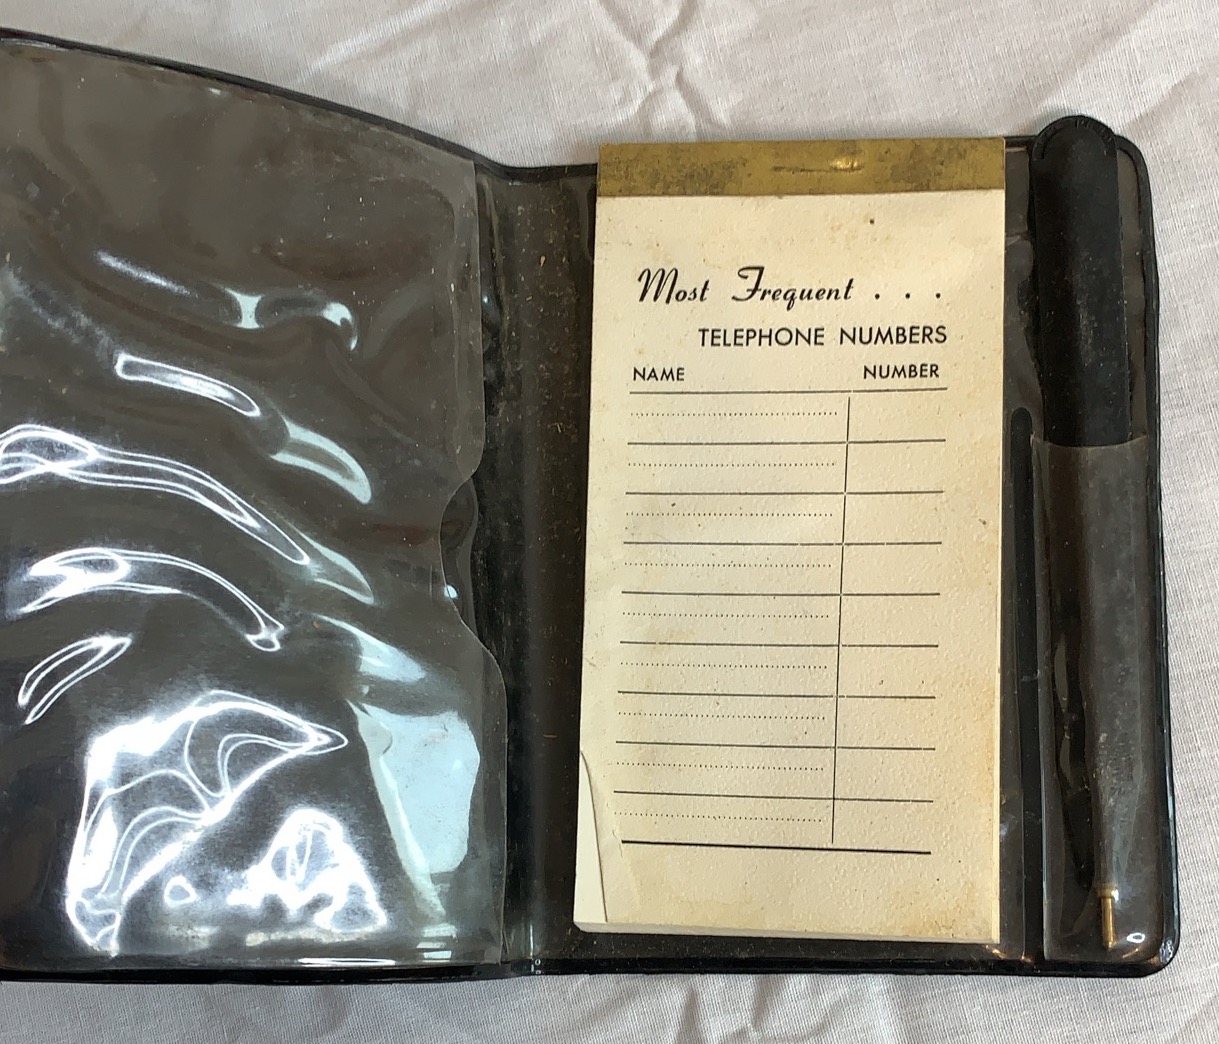 Most Frequent . . .
TELEPHONE NUMBERS
NAME NUMBER